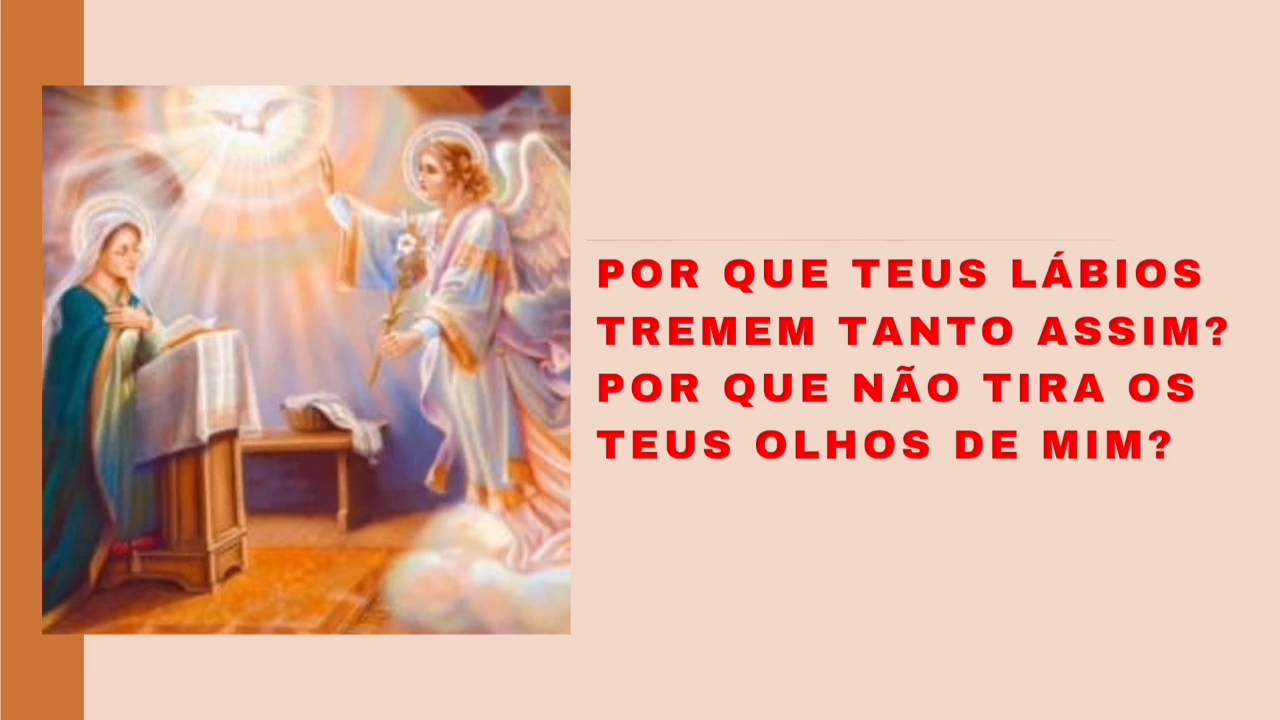 POR QUE TEUS LÁBIOS
TREMEM TANTO ASSIM?
POR QUE NÃO TIRA OS
TEUS OLHOS DE MIM?